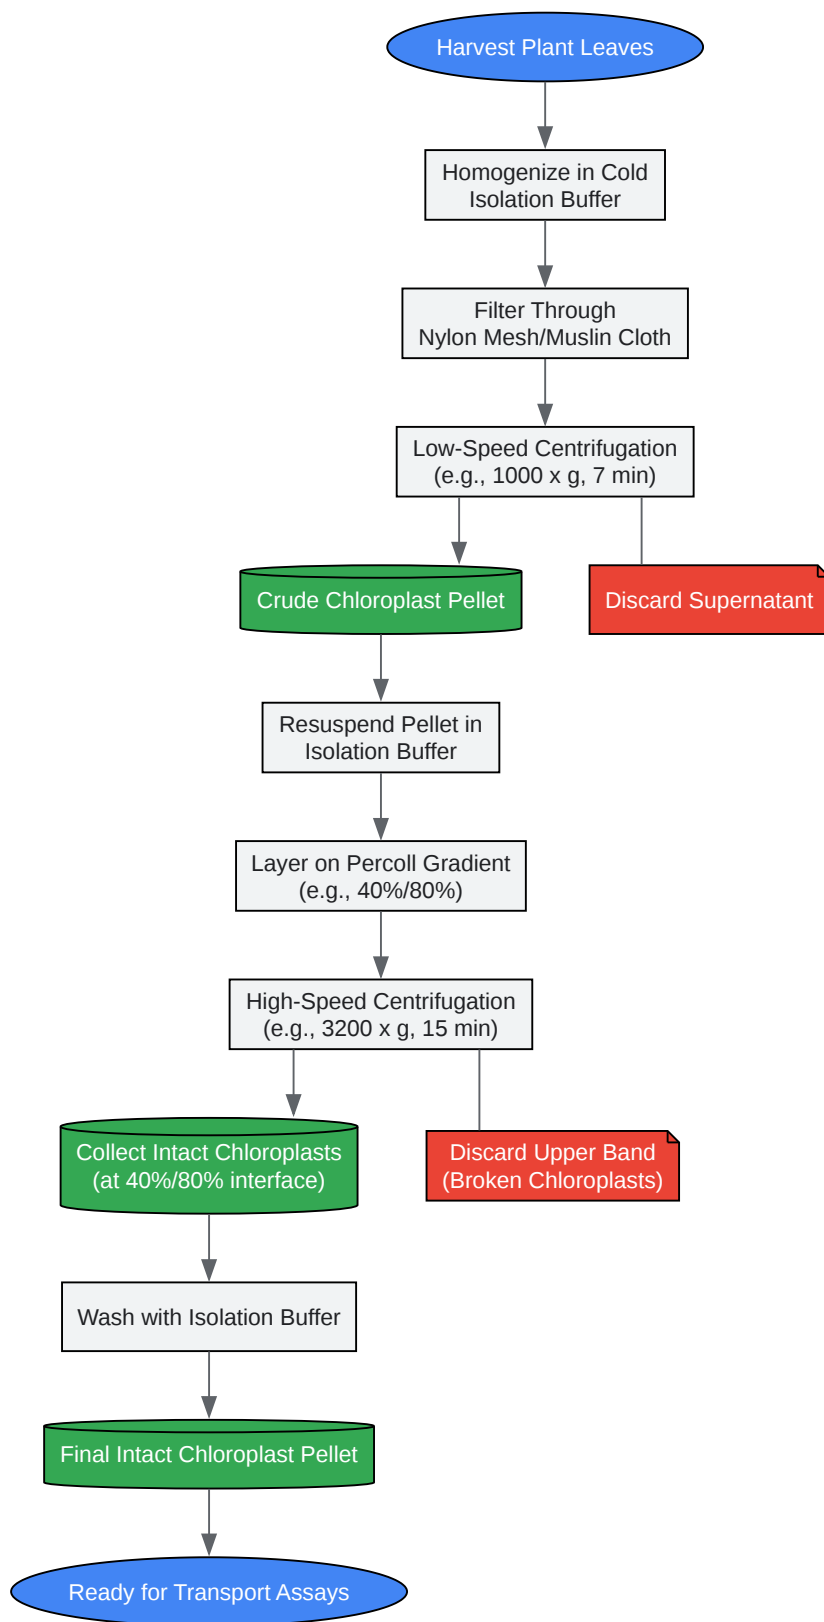 Harvest Plant Leaves
Homogenize in Cold
Isolation Buffer
Filter Through
Nylon Mesh/Muslin Cloth
Low-Speed Centrifugation
(e.g., 1000 x g, 7 min)
Crude Chloroplast Pellet
Discard Supernatant
Resuspend Pellet in
Isolation Buffer
Layer on Percoll Gradient
(e.g., 40%/80%)
High-Speed Centrifugation
(e.g., 3200 x g, 15 min)
Collect Intact Chloroplasts
(at 40%/80% interface)
Discard Upper Band
(Broken Chloroplasts)
Wash with Isolation Buffer
Final Intact Chloroplast Pellet
Ready for Transport Assays